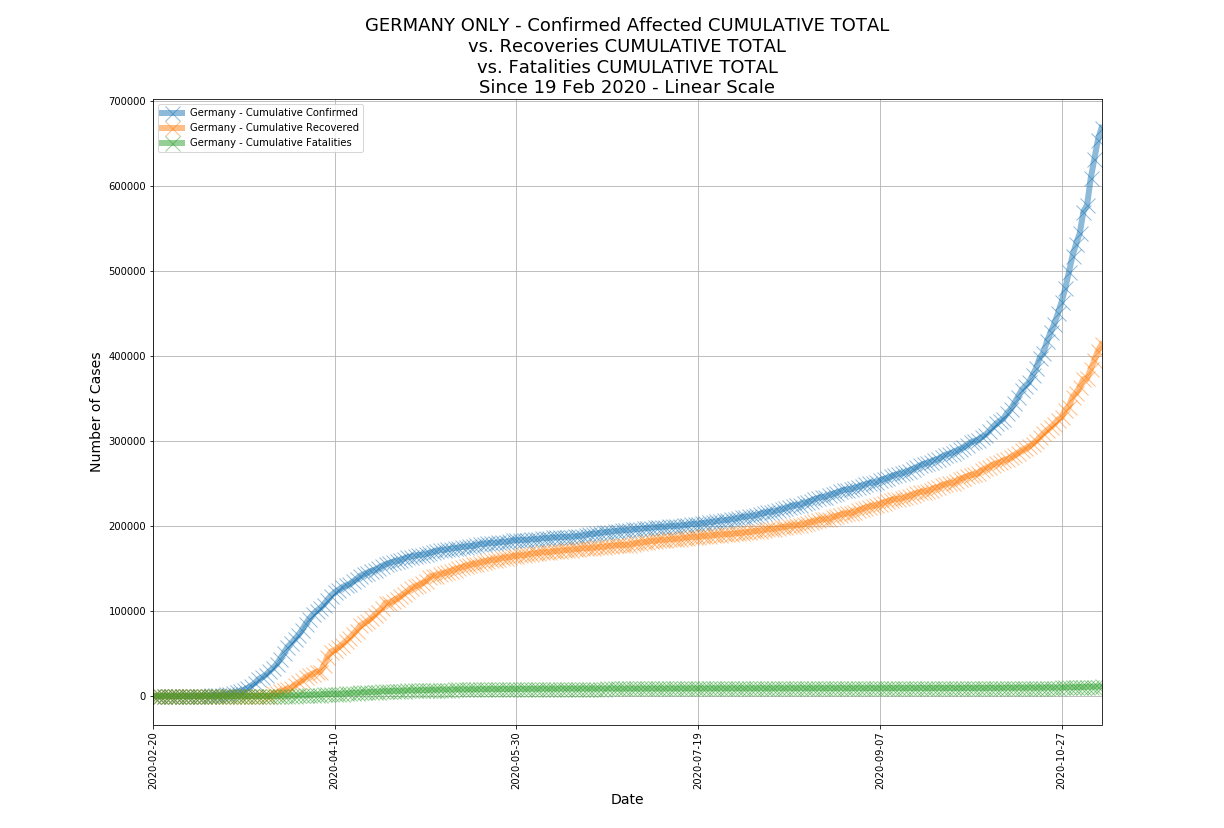 GERMANY ONLY - Confirmed Affected CUMULATIVE TOTAL
vs. Recoveries CUMULATIVE TOTAL
vs. Fatalities CUMULATIVE TOTAL
Since 19 Feb 2020 - Linear Scale
Germany - Cumulative Confirmed
Germany - Cumulative Recovered
Germany - Cumulative Fatalities
Number of Cases
700000
600000
500000
400000
300000
200000
100000
0
2020-02-20
2020-04-10
2020-05-30
2020-07-19
2020-09-07
2020-10-27
Date